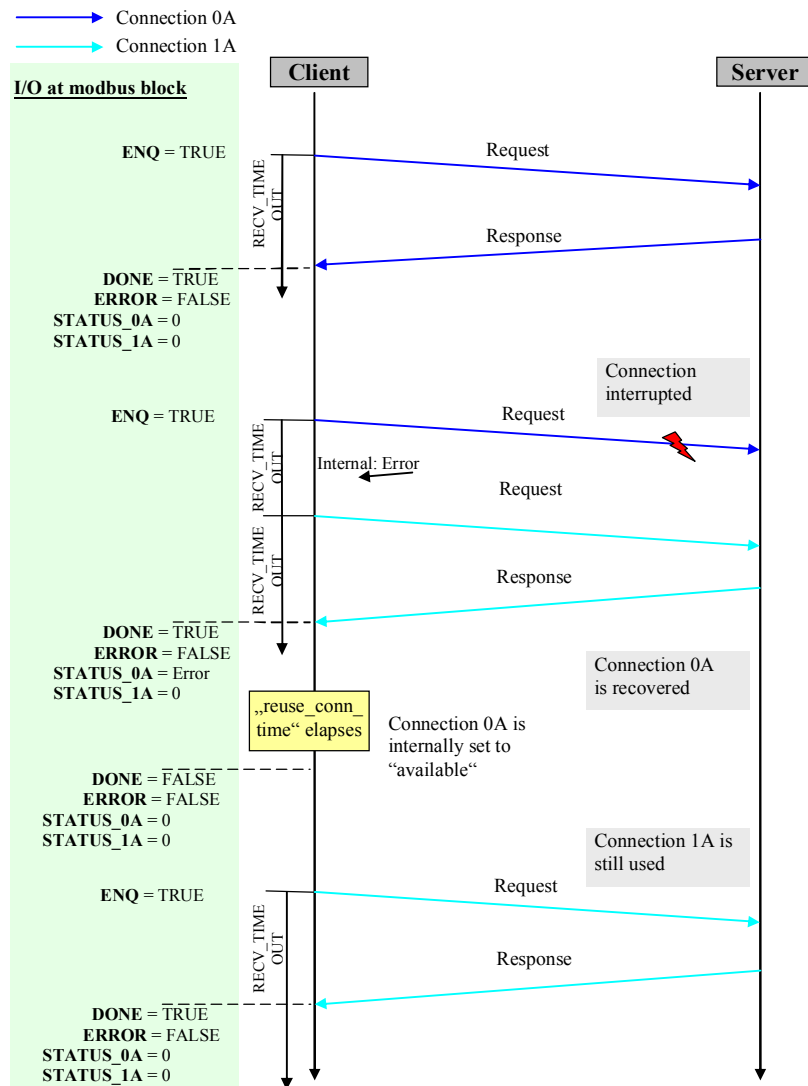 Connection 0A
Connection 1A
I/O at modbus block
Client
Server
ENQ = TRUE
Request
RECV_TIME
OUT
Response
DONE = TRUE
ERROR = FALSE
STATUS_0A = 0
STATUS_1A = 0
Connection
interrupted
ENQ = TRUE
Request
RECV_TIME
OUT
Internal: Error
Request
RECV_TIME
OUT
Response
DONE = TRUE
ERROR = FALSE
STATUS_0A = Error
STATUS_1A = 0
Connection 0A
is recovered
„reuse_conn_
time“ elapses
Connection 0A is
internally set to
“available“
DONE = FALSE
ERROR = FALSE
STATUS_0A = 0
STATUS_1A = 0
Connection 1A is
still used
ENQ = TRUE
Request
RECV_TIME
OUT
Response
DONE = TRUE
ERROR = FALSE
STATUS_0A = 0
STATUS_1A = 0